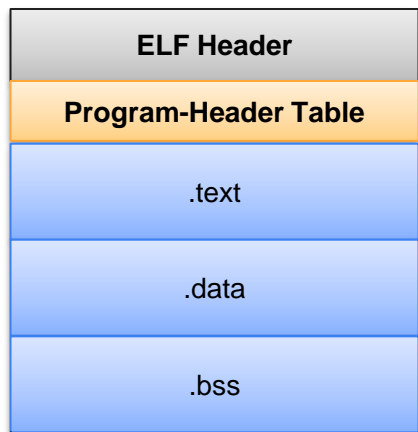 ELF Header
Program-Header Table
.text
.data
.bss